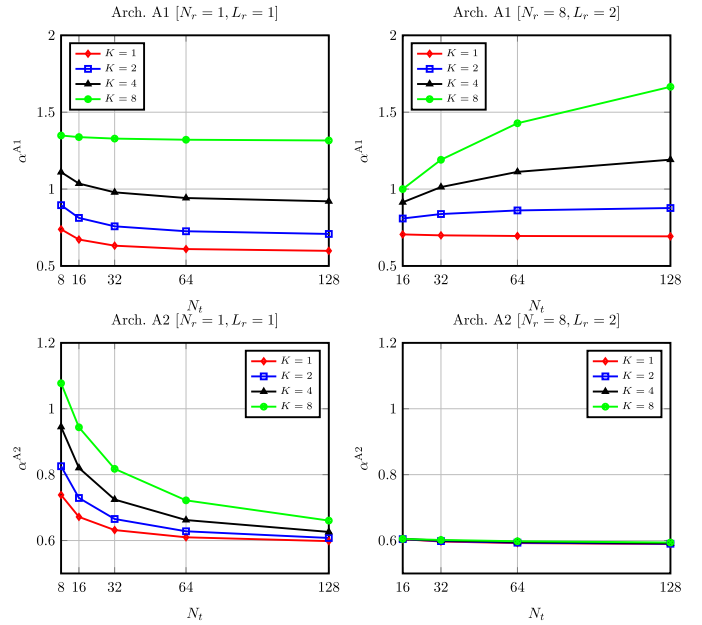 Arch. A1 [N_r = 1, L_r = 1]
2
1.5
1
0.5
α^A1
K = 1
K = 2
K = 4
K = 8
8 16 32 64 128
N_t
Arch. A1 [N_r = 8, L_r = 2]
2
1.5
1
0.5
α^A1
K = 1
K = 2
K = 4
K = 8
16 32 64 128
N_t
Arch. A2 [N_r = 1, L_r = 1]
1.2
1
0.8
0.6
α^A2
K = 1
K = 2
K = 4
K = 8
8 16 32 64 128
N_t
Arch. A2 [N_r = 8, L_r = 2]
1.2
1
0.8
0.6
α^A2
K = 1
K = 2
K = 4
K = 8
16 32 64 128
N_t